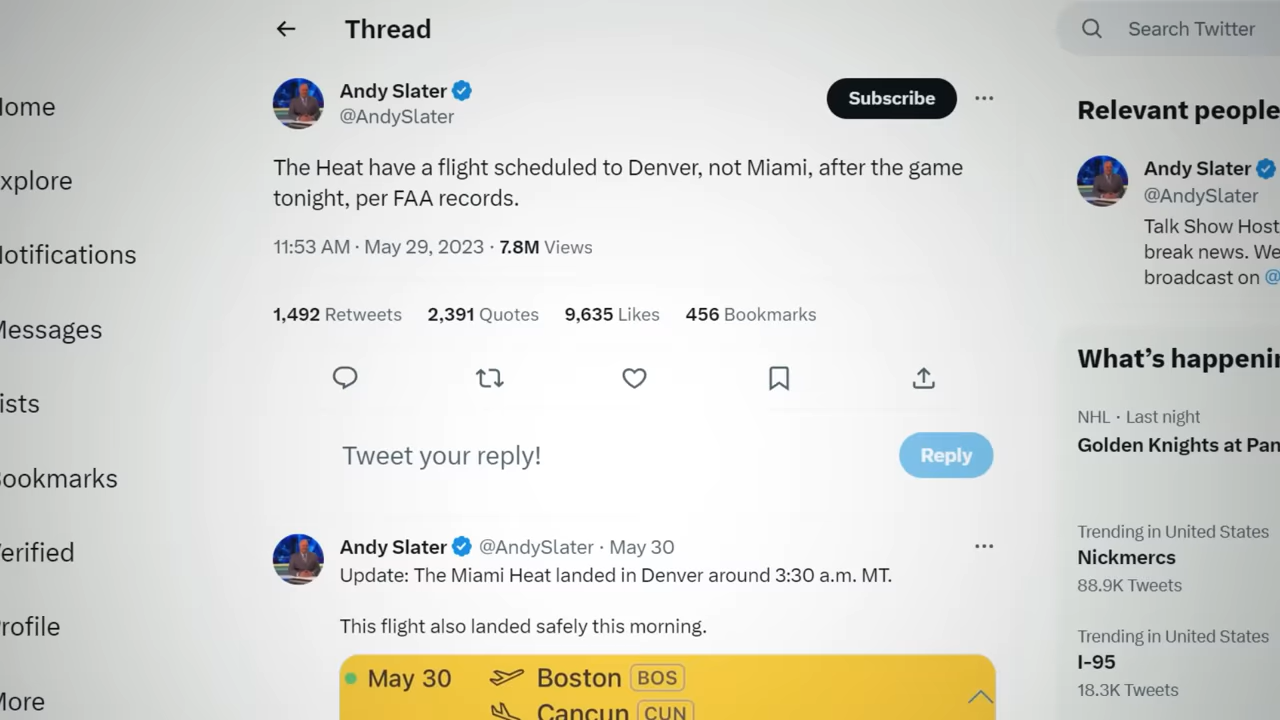 Thread
Search Twitter
ome
xplore
otifications
Messages
ists
ookmarks
erified
rofile
More
Andy Slater
@AndySlater
Subscribe
The Heat have a flight scheduled to Denver, not Miami, after the game
tonight, per FAA records.
11:53 AM · May 29, 2023 · 7.8M Views
1,492 Retweets 2,391 Quotes 9,635 Likes 456 Bookmarks
Tweet your reply!
Reply
Andy Slater @AndySlater · May 30
Update: The Miami Heat landed in Denver around 3:30 a.m. MT.
This flight also landed safely this morning.
May 30 Boston BOS
Cancun CUN
Relevant people
Andy Slater
@AndySlater
Talk Show Host
break news. We
broadcast on @
What's happenin
NHL · Last night
Golden Knights at Pan
Trending in United States
Nickmercs
88.9K Tweets
Trending in United States
I-95
18.3K Tweets